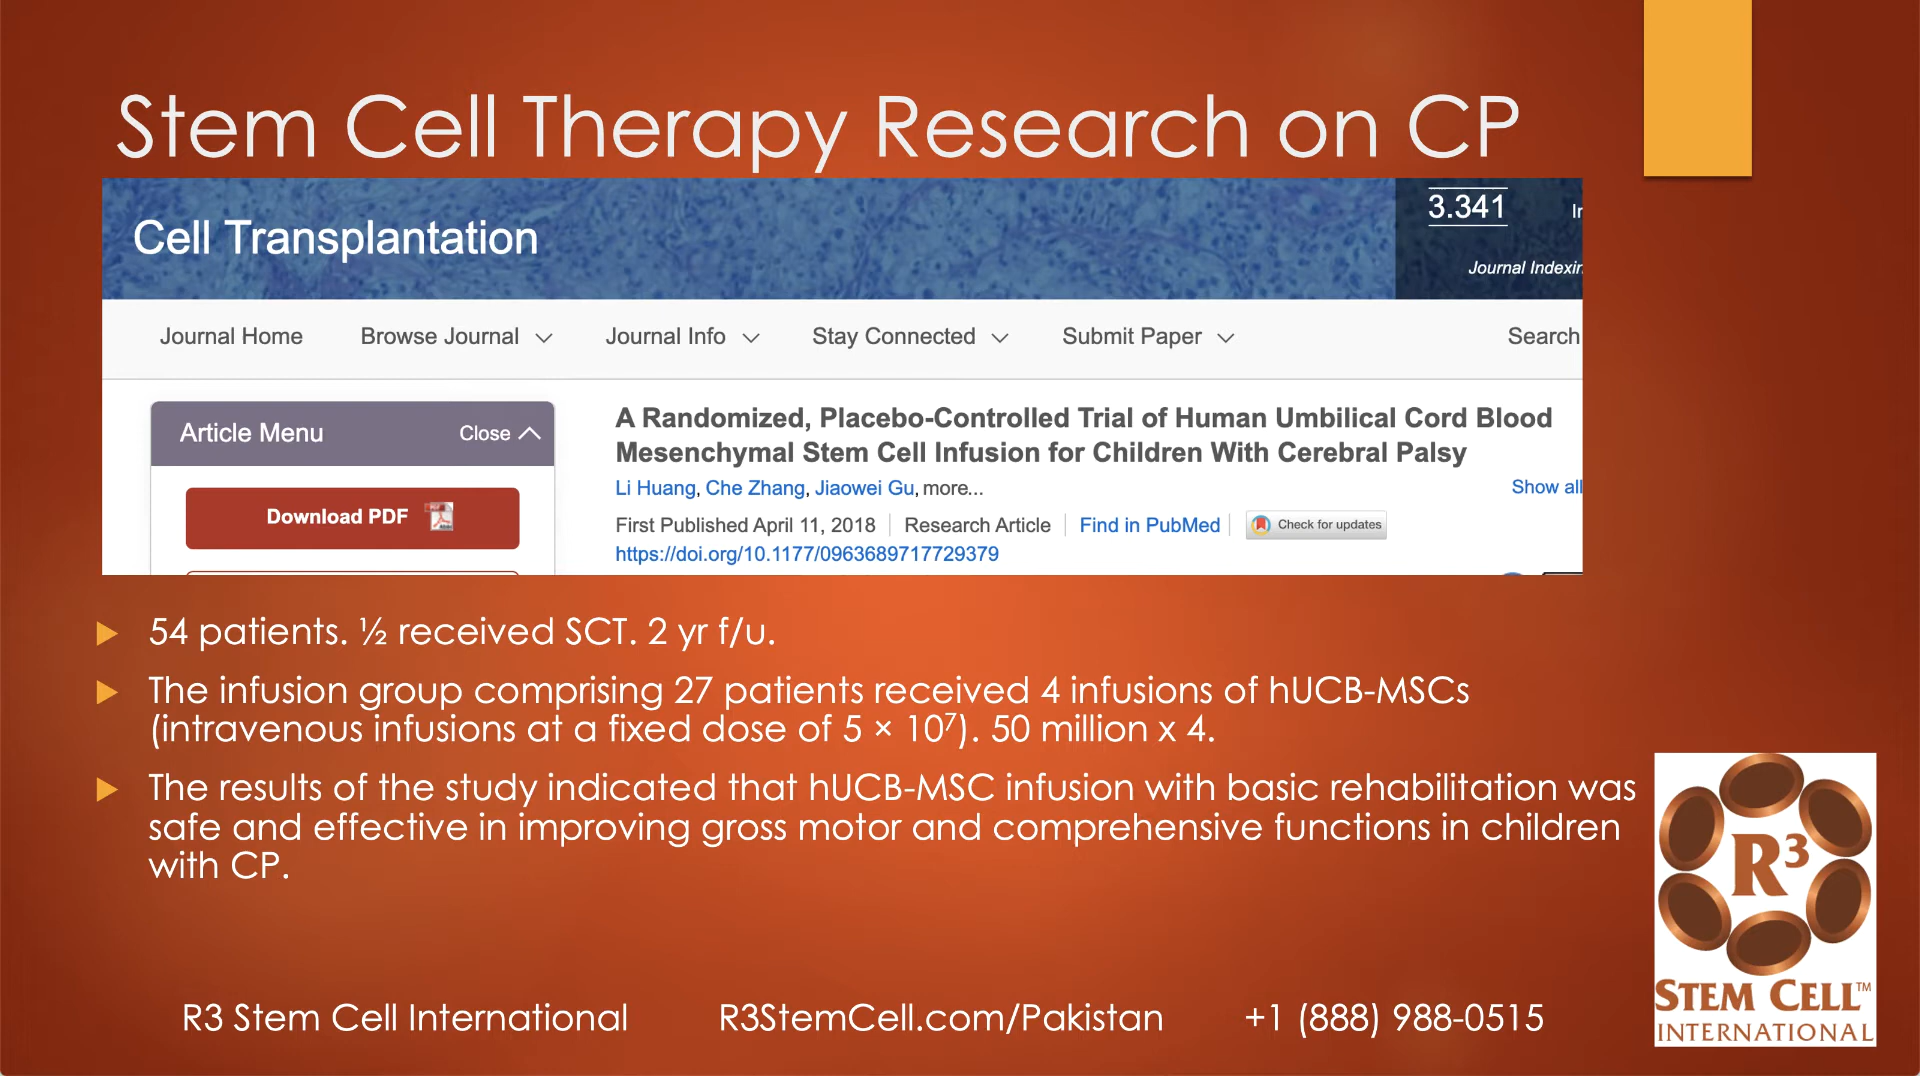 Stem Cell Therapy Research on CP
Cell Transplantation
3.341
Journal Indexin
Journal Home Browse Journal Journal Info Stay Connected Submit Paper Search
Article Menu Close
Download PDF
A Randomized, Placebo-Controlled Trial of Human Umbilical Cord Blood
Mesenchymal Stem Cell Infusion for Children With Cerebral Palsy
Li Huang, Che Zhang, Jiaowei Gu, more... Show all
First Published April 11, 2018 Research Article Find in PubMed Check for updates
https://doi.org/10.1177/0963689717729379
54 patients. ½ received SCT. 2 yr f/u.
The infusion group comprising 27 patients received 4 infusions of hUCB-MSCs
(intravenous infusions at a fixed dose of 5 × 10⁷). 50 million x 4.
The results of the study indicated that hUCB-MSC infusion with basic rehabilitation was
safe and effective in improving gross motor and comprehensive functions in children
with CP.
R³
STEM CELL™
INTERNATIONAL
R3 Stem Cell International R3StemCell.com/Pakistan +1 (888) 988-0515